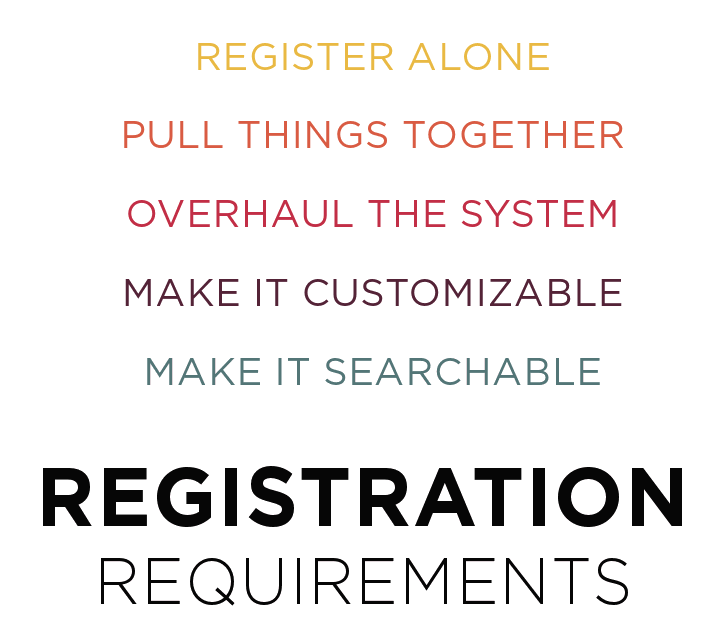 REGISTER ALONE
PULL THINGS TOGETHER
OVERHAUL THE SYSTEM
MAKE IT CUSTOMIZABLE
MAKE IT SEARCHABLE
REGISTRATION
REQUIREMENTS